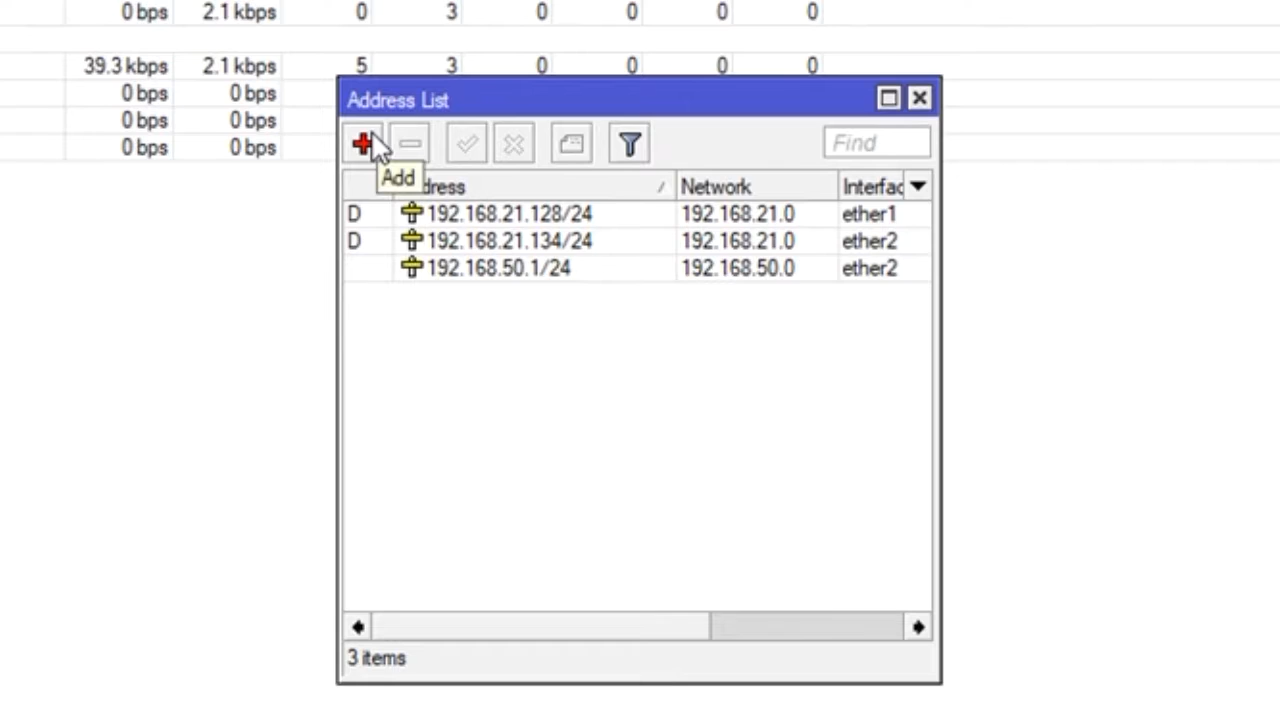 0 bps 2.1 kbps 0 3 0 0 0 0
39.3 kbps 2.1 kbps 5 3 0 0 0 0
0 bps 0 bps
0 bps 0 bps
0 bps 0 bps
Address List
Find
Add
dress Network Interfac
D 192.168.21.128/24 192.168.21.0 ether1
D 192.168.21.134/24 192.168.21.0 ether2
192.168.50.1/24 192.168.50.0 ether2
3 items